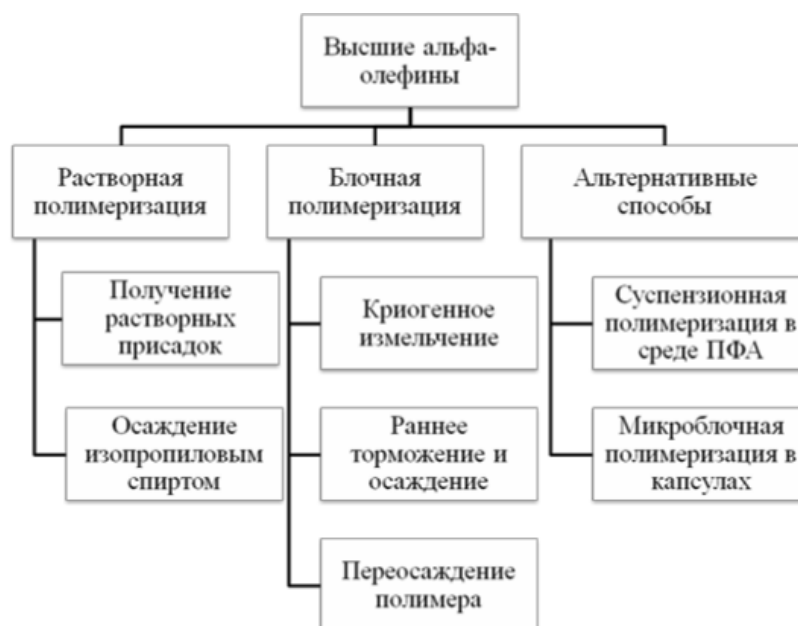 Высшие альфа-
олефины
Растворная
полимеризация
Блочная
полимеризация
Альтернативные
способы
Получение
растворных
присадок
Осаждение
изопропиловым
спиртом
Криогенное
измельчение
Раннее
торможение и
осаждение
Переосаждение
полимера
Суспензионная
полимеризация в
среде ПФА
Микроблочная
полимеризация в
капсулах